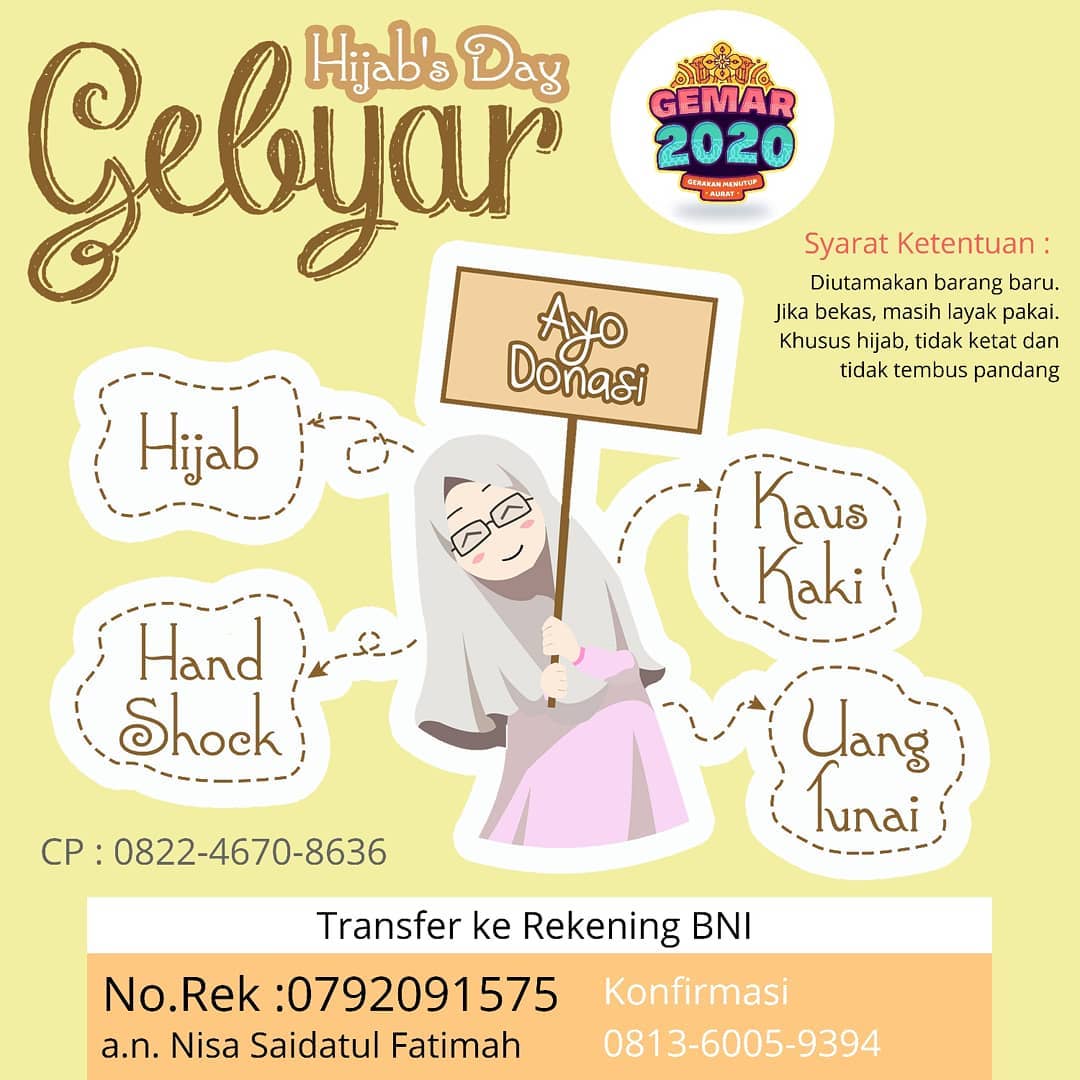 Hijab's Day
Gebyar
GEMAR
2020
GERAKAN MENUTUP
• AURAT •
Syarat Ketentuan :
Diutamakan barang baru.
Jika bekas, masih layak pakai.
Khusus hijab, tidak ketat dan
tidak tembus pandang
Ayo
Donasi
Hijab
Kaus
Kaki
Hand
Shock
Uang
Tunai
CP : 0822-4670-8636
Transfer ke Rekening BNI
No.Rek :0792091575
a.n. Nisa Saidatul Fatimah
Konfirmasi
0813-6005-9394